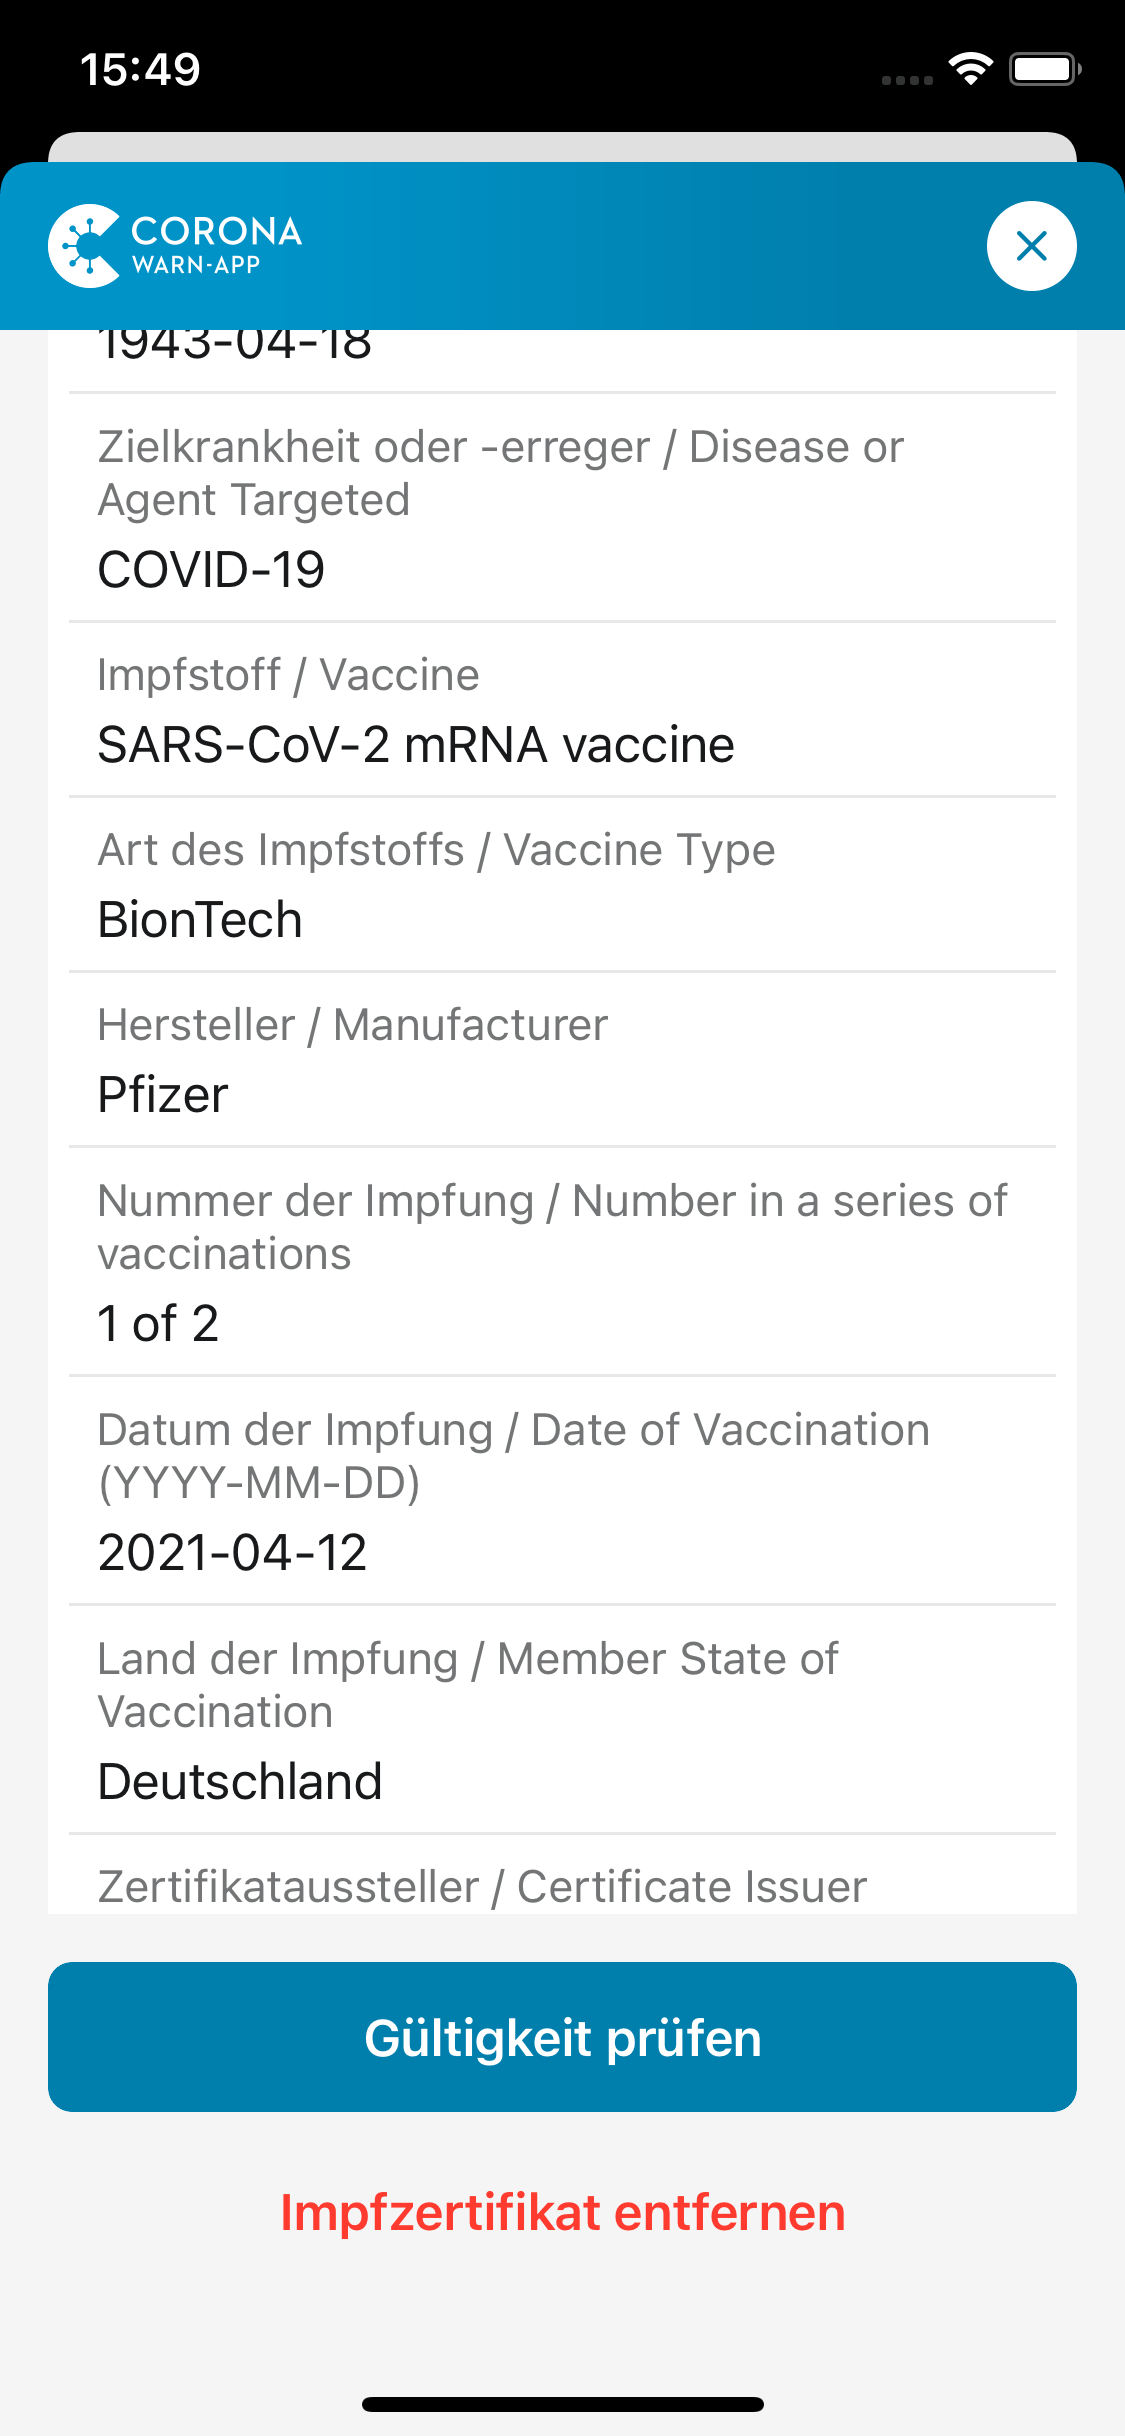 15:49
CORONA
WARN-APP
1943-04-18
Zielkrankheit oder -erreger / Disease or
Agent Targeted
COVID-19
Impfstoff / Vaccine
SARS-CoV-2 mRNA vaccine
Art des Impfstoffs / Vaccine Type
BionTech
Hersteller / Manufacturer
Pfizer
Nummer der Impfung / Number in a series of
vaccinations
1 of 2
Datum der Impfung / Date of Vaccination
(YYYY-MM-DD)
2021-04-12
Land der Impfung / Member State of
Vaccination
Deutschland
Zertifikataussteller / Certificate Issuer
Gültigkeit prüfen
Impfzertifikat entfernen